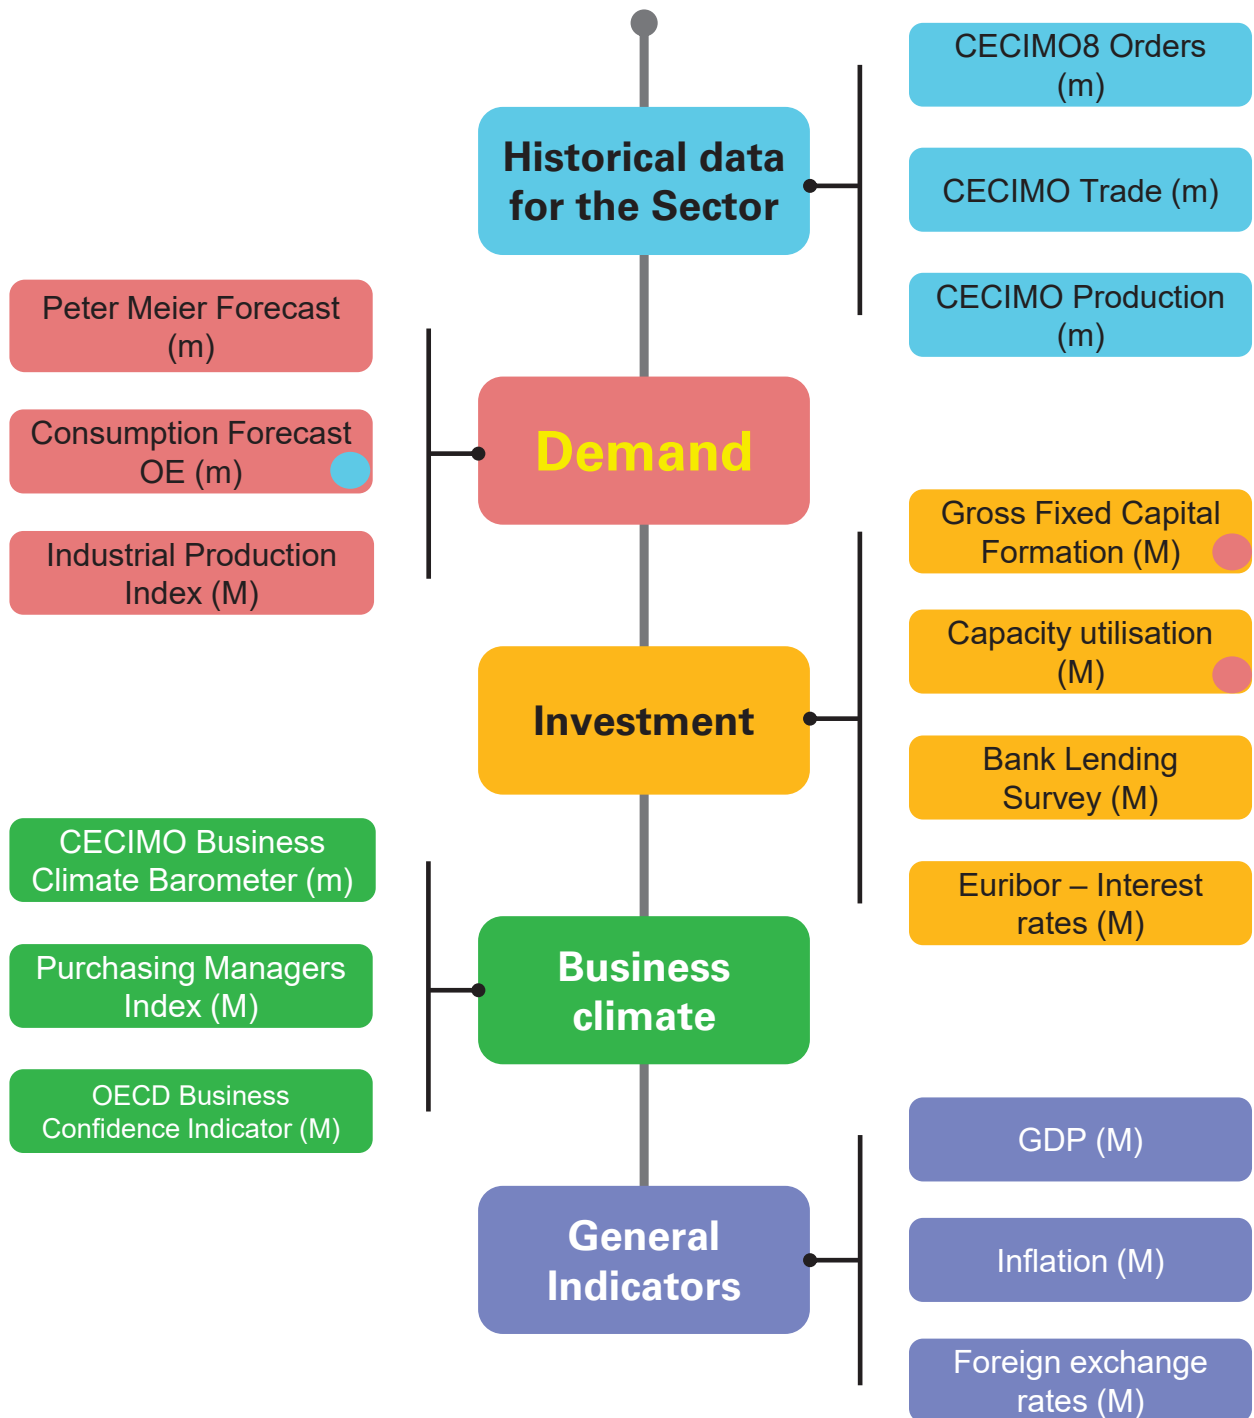 CECIMO8 Orders
(m)
Historical data
for the Sector
CECIMO Trade (m)
CECIMO Production
(m)
Peter Meier Forecast
(m)
Consumption Forecast
OE (m)
Industrial Production
Index (M)
Demand
Gross Fixed Capital
Formation (M)
Capacity utilisation
(M)
Bank Lending
Survey (M)
Euribor – Interest
rates (M)
Investment
CECIMO Business
Climate Barometer (m)
Purchasing Managers
Index (M)
OECD Business
Confidence Indicator (M)
Business
climate
General
Indicators
GDP (M)
Inflation (M)
Foreign exchange
rates (M)